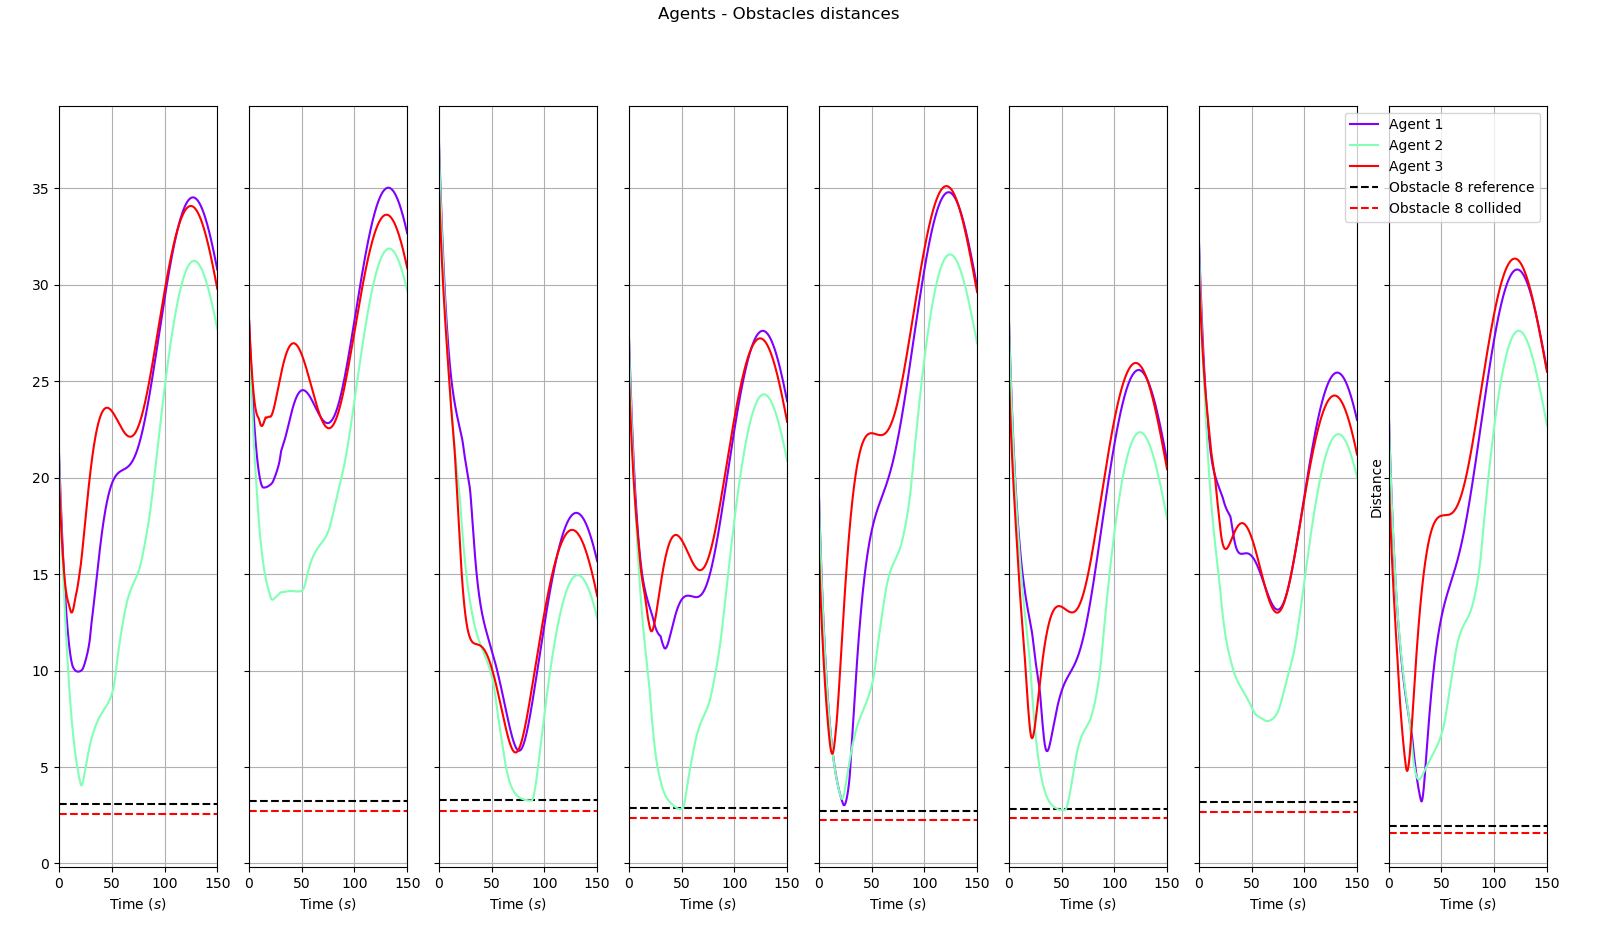 Agents - Obstacles distances
Agent 1
Agent 2
Agent 3
Obstacle 8 reference
Obstacle 8 collided
Distance
35
30
25
20
15
10
5
0
0 50 100 150 0 50 100 150 0 50 100 150 0 50 100 150 0 50 100 150 0 50 100 150 0 50 100 150 0 50 100 150
Time (s) Time (s) Time (s) Time (s) Time (s) Time (s) Time (s) Time (s)